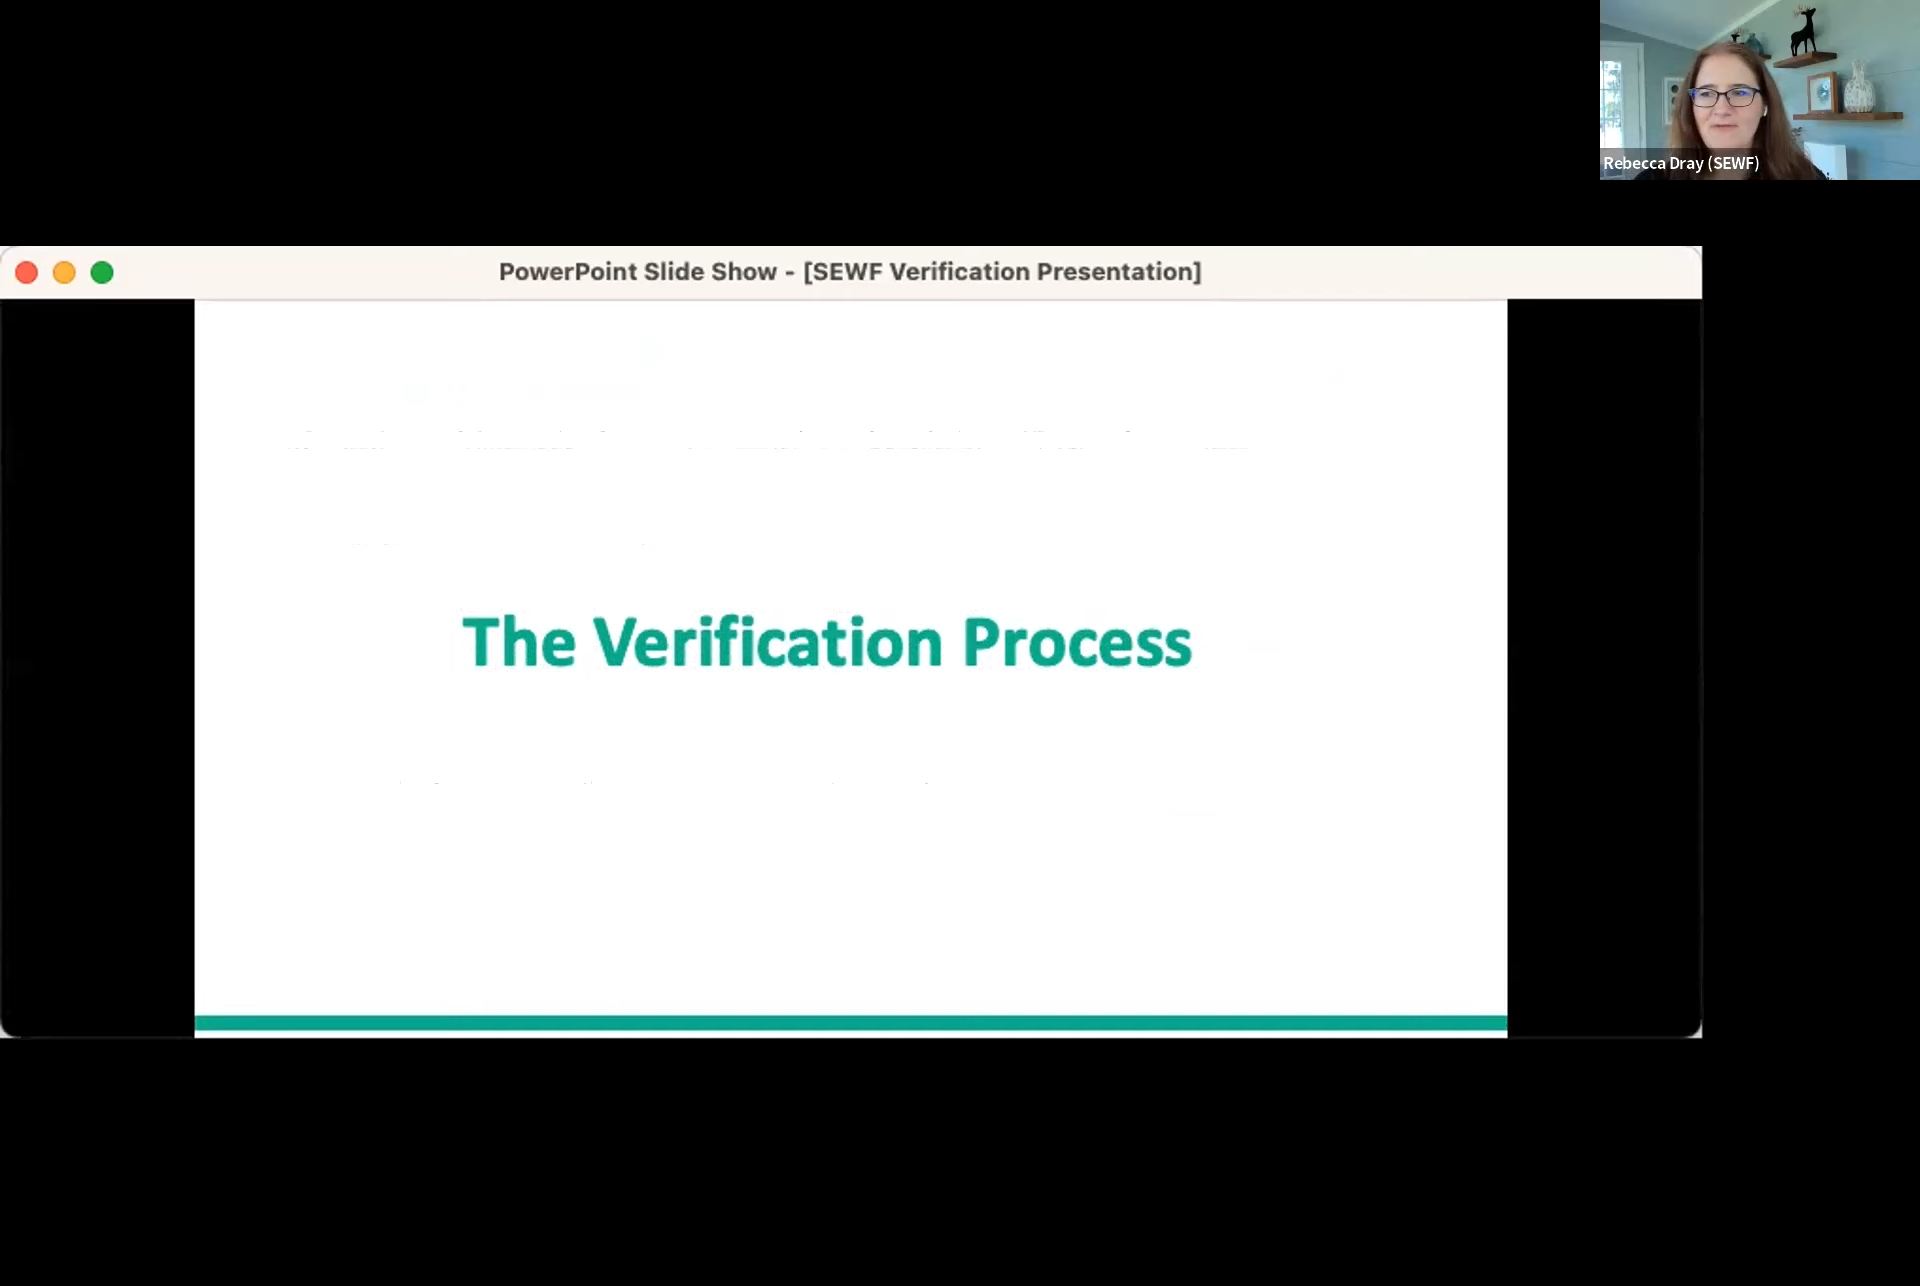 Rebecca Dray (SEWF)
PowerPoint Slide Show - [SEWF Verification Presentation]
The Verification Process